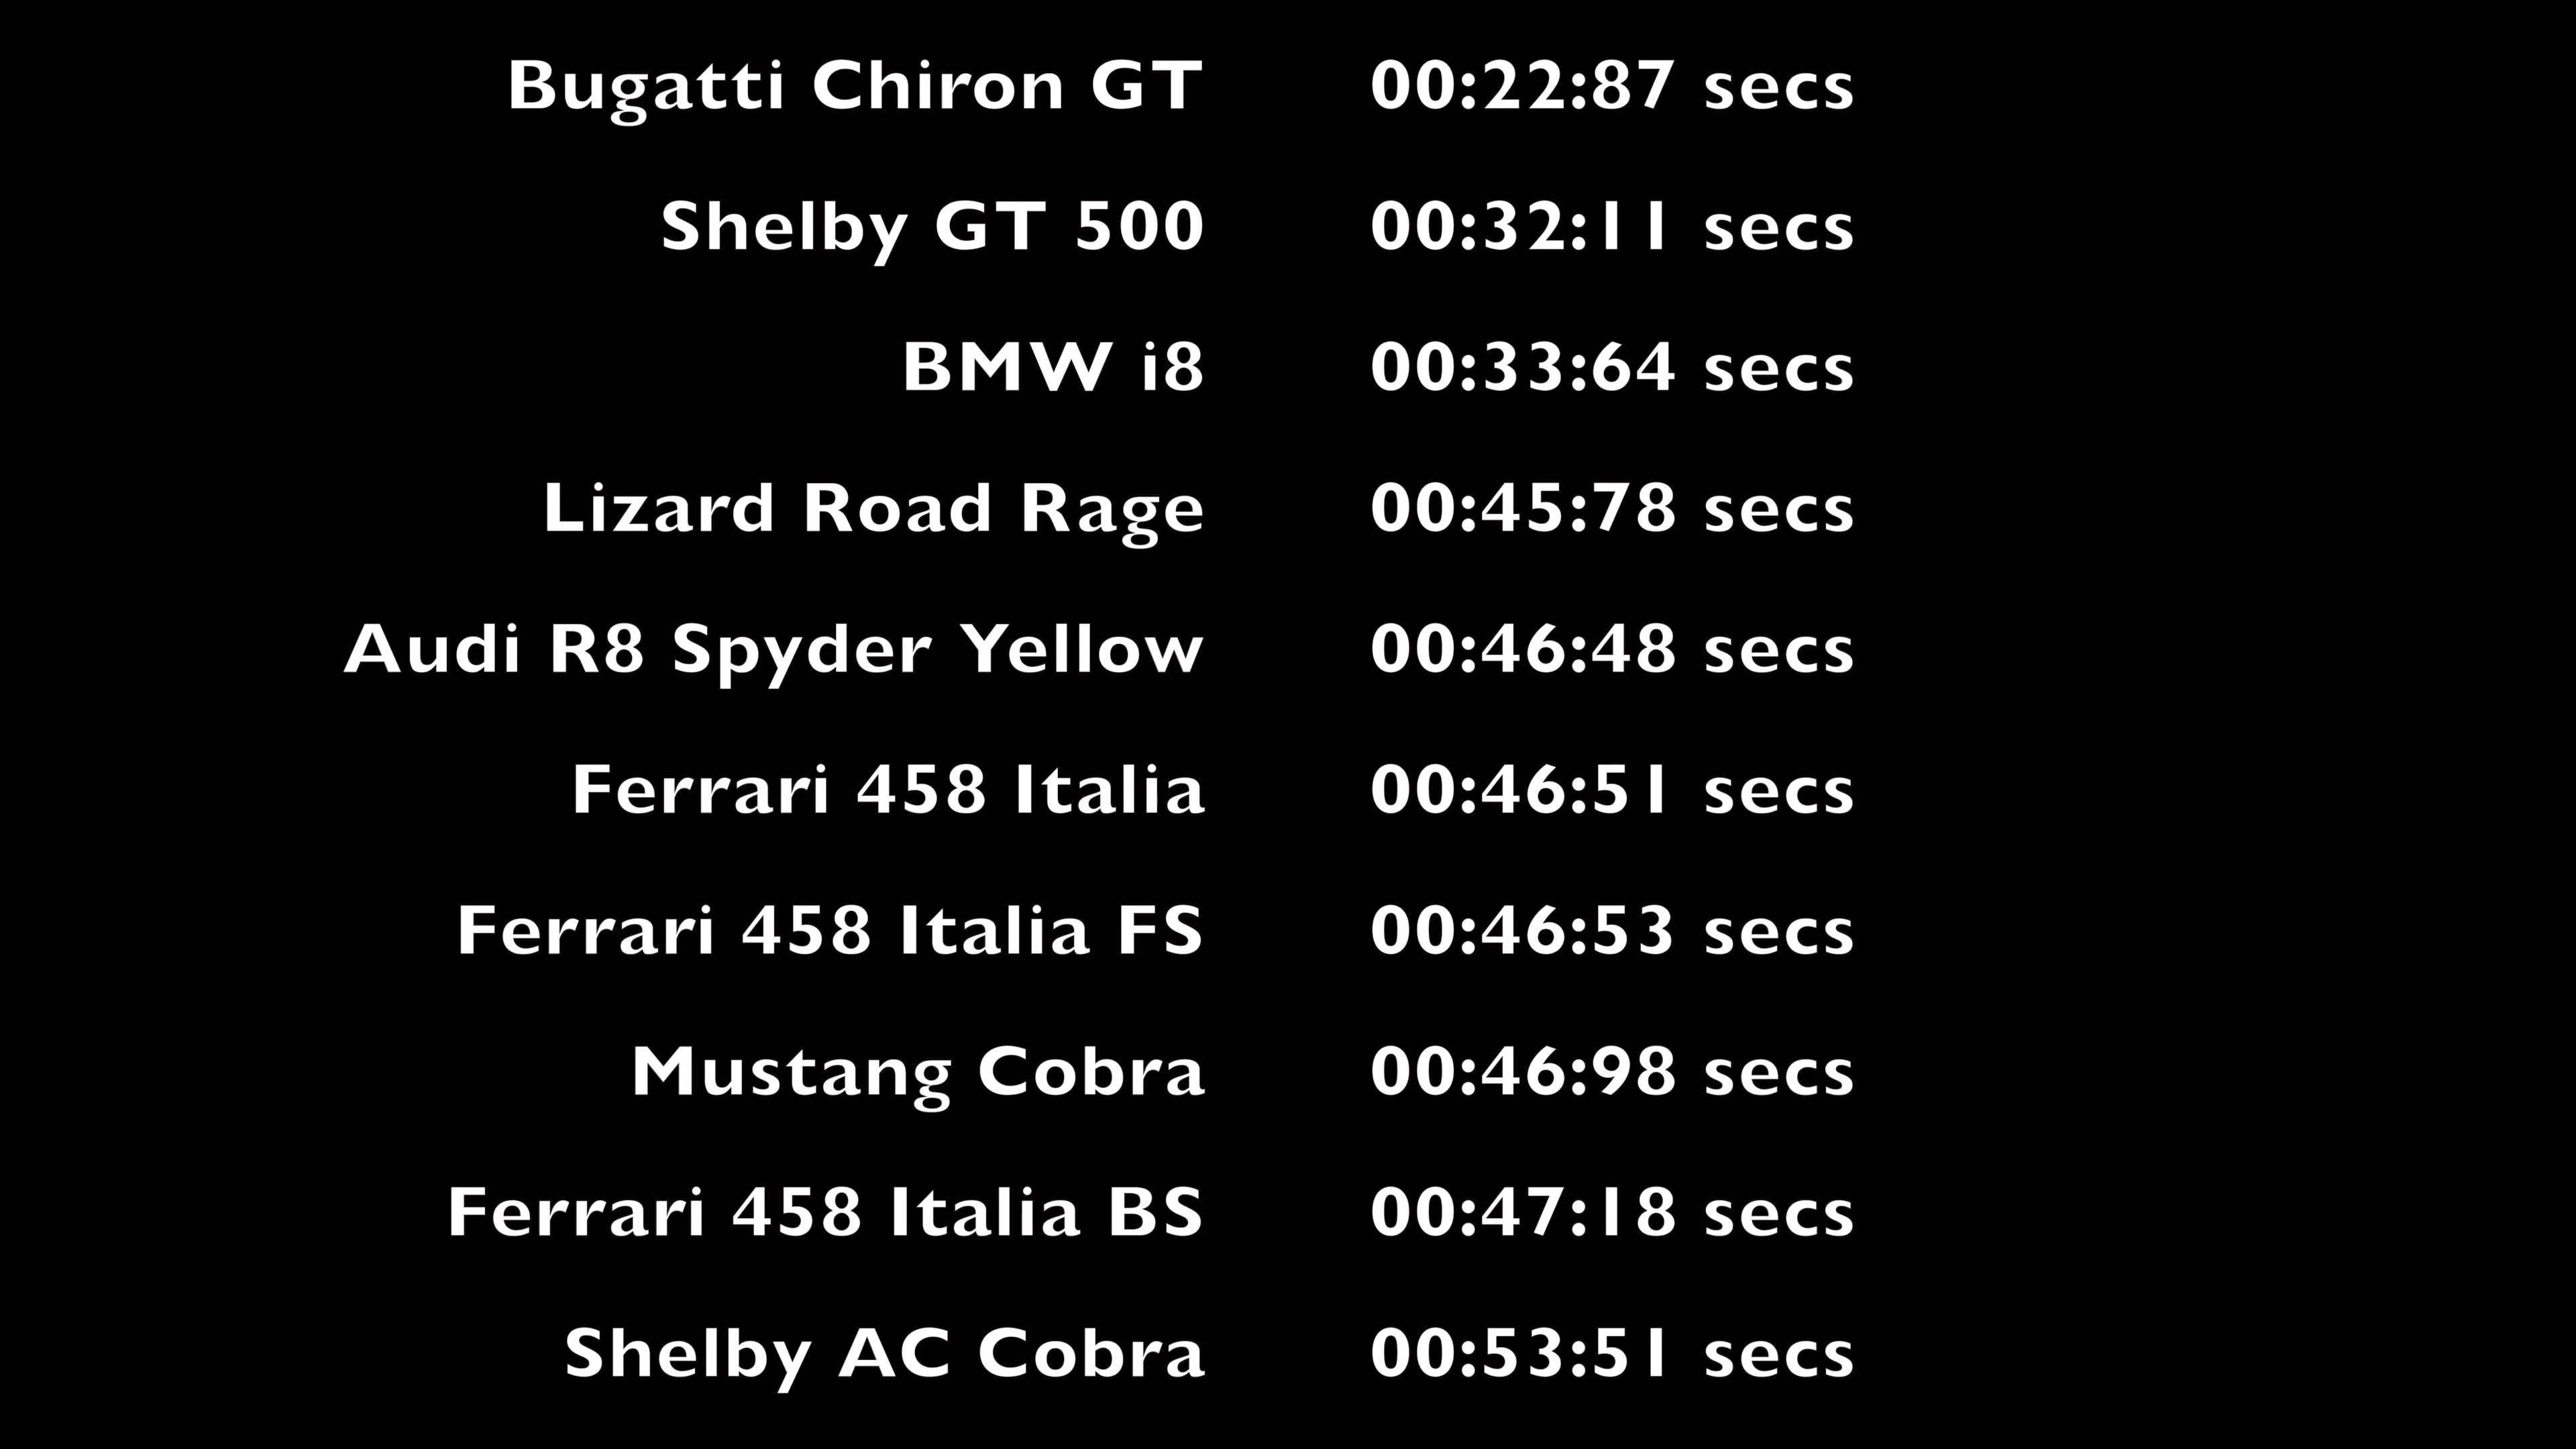 Bugatti Chiron GT 00:22:87 secs
Shelby GT 500 00:32:11 secs
BMW i8 00:33:64 secs
Lizard Road Rage 00:45:78 secs
Audi R8 Spyder Yellow 00:46:48 secs
Ferrari 458 Italia 00:46:51 secs
Ferrari 458 Italia FS 00:46:53 secs
Mustang Cobra 00:46:98 secs
Ferrari 458 Italia BS 00:47:18 secs
Shelby AC Cobra 00:53:51 secs